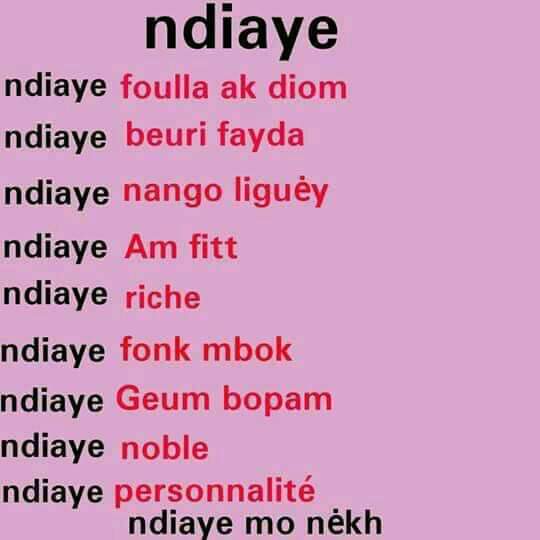 ndiaye
ndiaye foulla ak diom
ndiaye beuri fayda
ndiaye nango liguėy
ndiaye Am fitt
ndiaye riche
ndiaye fonk mbok
ndiaye Geum bopam
ndiaye noble
ndiaye personnalité
ndiaye mo nėkh